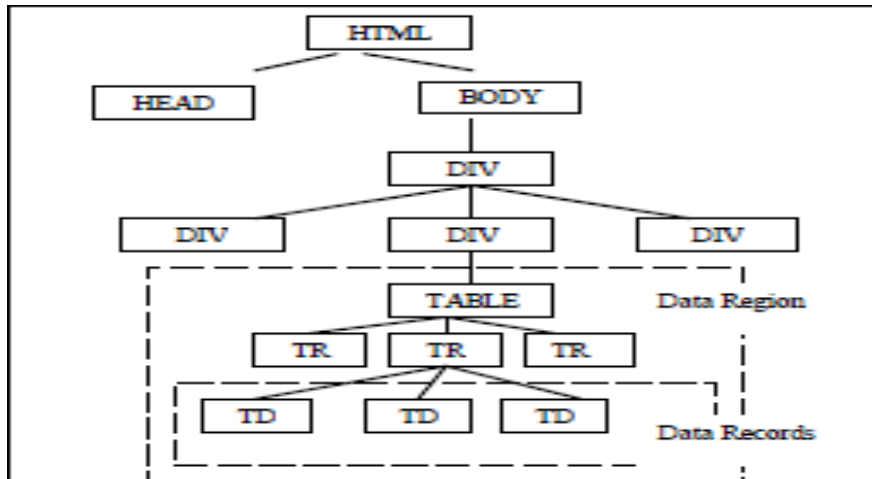 HTML
HEAD BODY
DIV
DIV DIV DIV
TABLE Data Region
TR TR TR
TD TD TD
Data Records